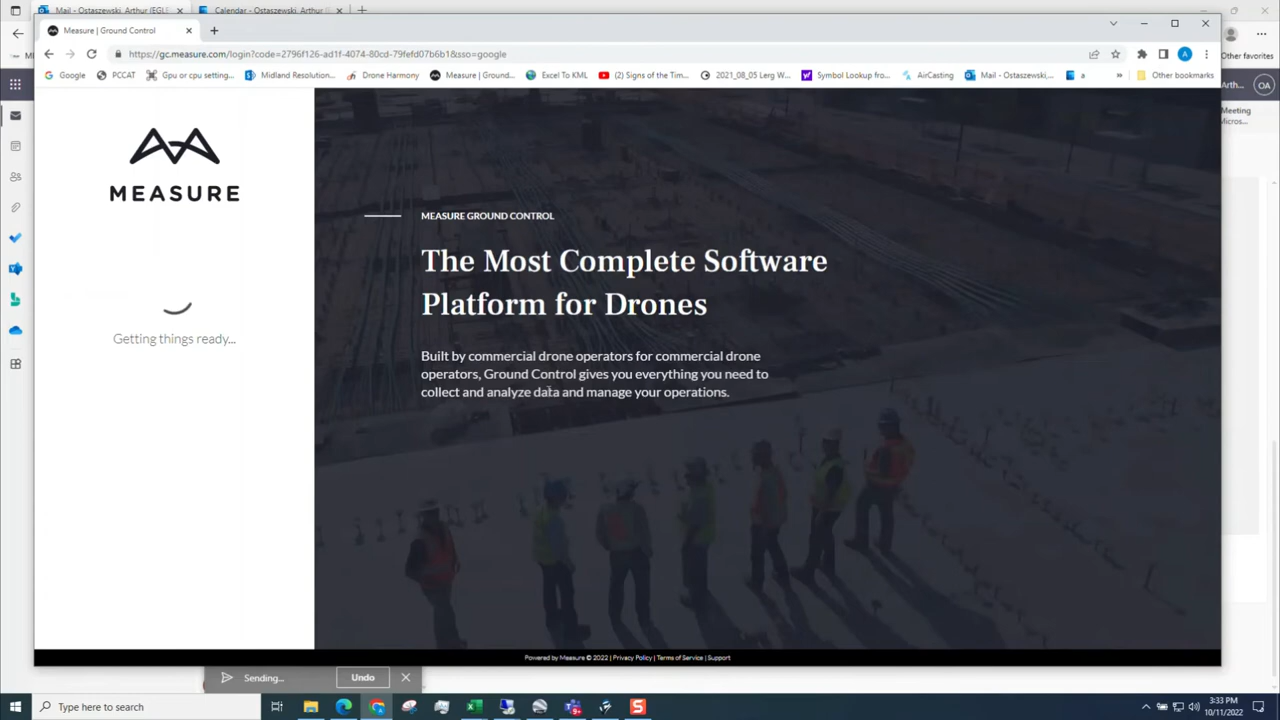 Mail - Ostaszewski, Arthur (EGLE
Calendar - Ostaszewski, Arthur (E
Measure | Ground Control
https://gc.measure.com/login?code=2796f126-ad1f-4074-80cd-79fefd07b6b1&sso=google
Other favorites
Google
PCCAT
Gpu or cpu setting...
Midland Resolution...
Drone Harmony
Measure | Ground...
Excel To KML
(2) Signs of the Tim...
2021_08_05 Lerg W...
Symbol Lookup fro...
AirCasting
Mail - Ostaszewski,...
a
»
Other bookmarks
Arth...
OA
Meeting
Micros...
MEASURE
Getting things ready...
MEASURE GROUND CONTROL
The Most Complete Software
Platform for Drones
Built by commercial drone operators for commercial drone
operators, Ground Control gives you everything you need to
collect and analyze data and manage your operations.
Powered by Measure © 2022 | Privacy Policy | Terms of Service | Support
Sending...
Undo
Type here to search
3:33 PM
10/11/2022